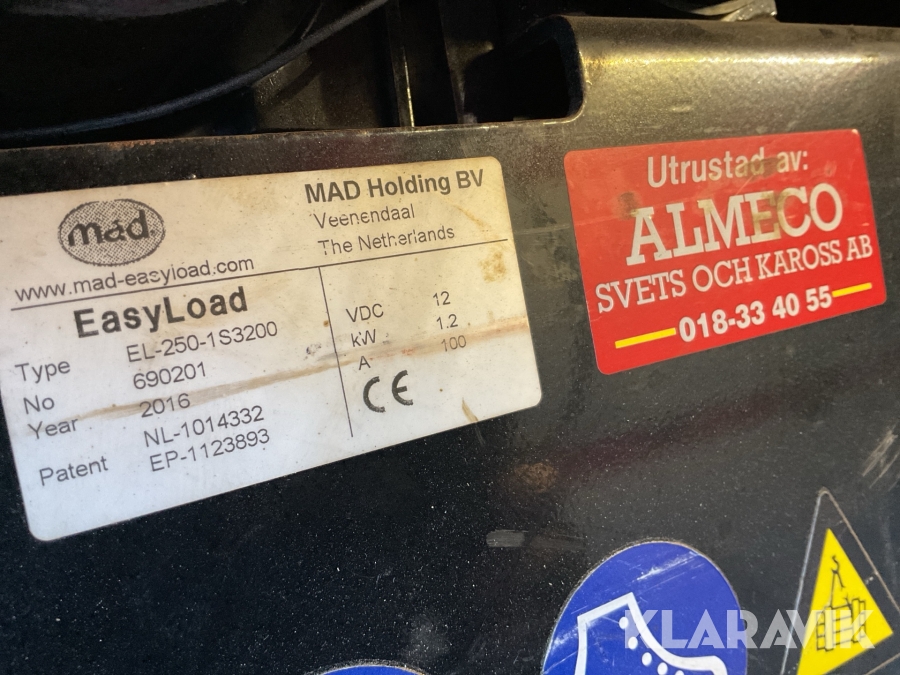 mad
MAD Holding BV
Veenendaal
The Netherlands
www.mad-easyload.com
EasyLoad
Type EL-250-1S3200
No 690201
Year 2016
Patent NL-1014332
EP-1123893
VDC 12
kW 1.2
A 100
CE
Utrustad av:
ALMECO
SVETS OCH KAROSS AB
018-33 40 55
KLARAVIK